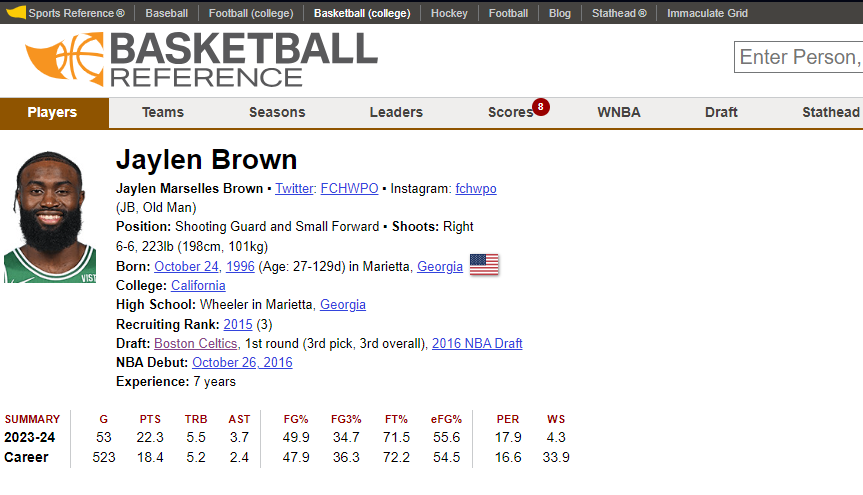 Sports Reference ® Baseball Football (college) Basketball (college) Hockey Football Blog Stathead ® Immaculate Grid
BASKETBALL
REFERENCE
Enter Person,
Players Teams Seasons Leaders Scores 8 WNBA Draft Stathead
Jaylen Brown
Jaylen Marselles Brown ▪ Twitter: FCHWPO ▪ Instagram: fchwpo
(JB, Old Man)
Position: Shooting Guard and Small Forward ▪ Shoots: Right
6-6, 223lb (198cm, 101kg)
Born: October 24, 1996 (Age: 27-129d) in Marietta, Georgia
College: California
High School: Wheeler in Marietta, Georgia
Recruiting Rank: 2015 (3)
Draft: Boston Celtics, 1st round (3rd pick, 3rd overall), 2016 NBA Draft
NBA Debut: October 26, 2016
Experience: 7 years
VIST
SUMMARY G PTS TRB AST FG% FG3% FT% eFG% PER WS
2023-24 53 22.3 5.5 3.7 49.9 34.7 71.5 55.6 17.9 4.3
Career 523 18.4 5.2 2.4 47.9 36.3 72.2 54.5 16.6 33.9